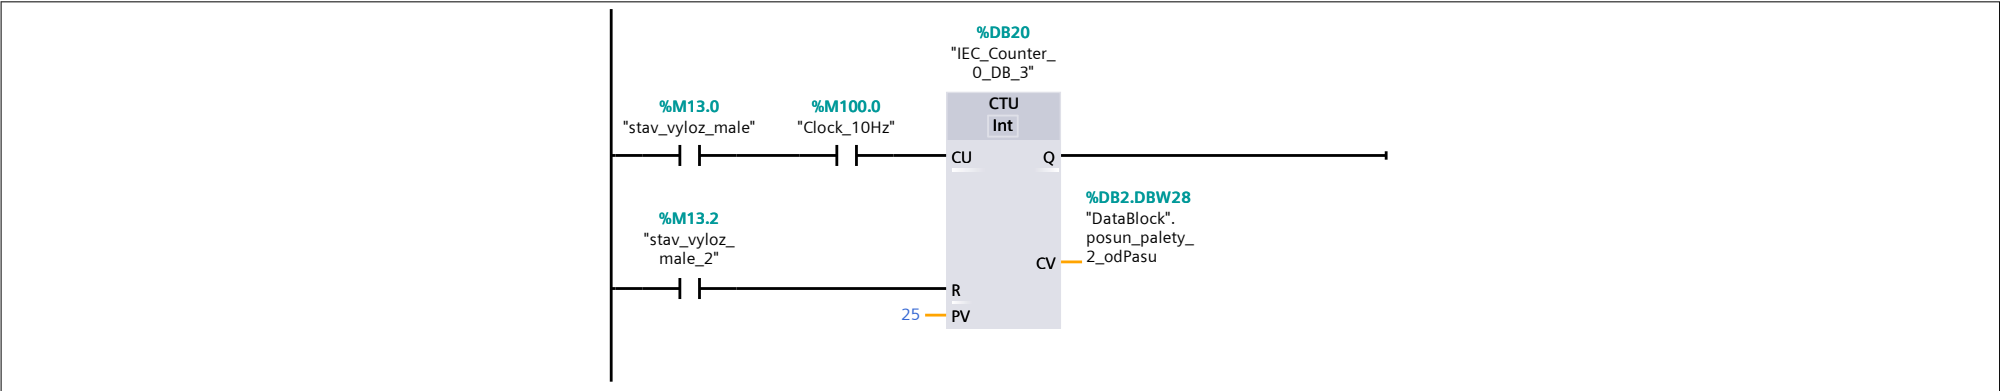 %DB20
"IEC_Counter_
0_DB_3"
%M13.0
"stav_vyloz_male"
%M100.0
"Clock_10Hz"
CTU
Int
CU
Q
%M13.2
"stav_vyloz_
male_2"
%DB2.DBW28
"DataBlock".
posun_palety_
2_odPasu
CV
R
25
PV